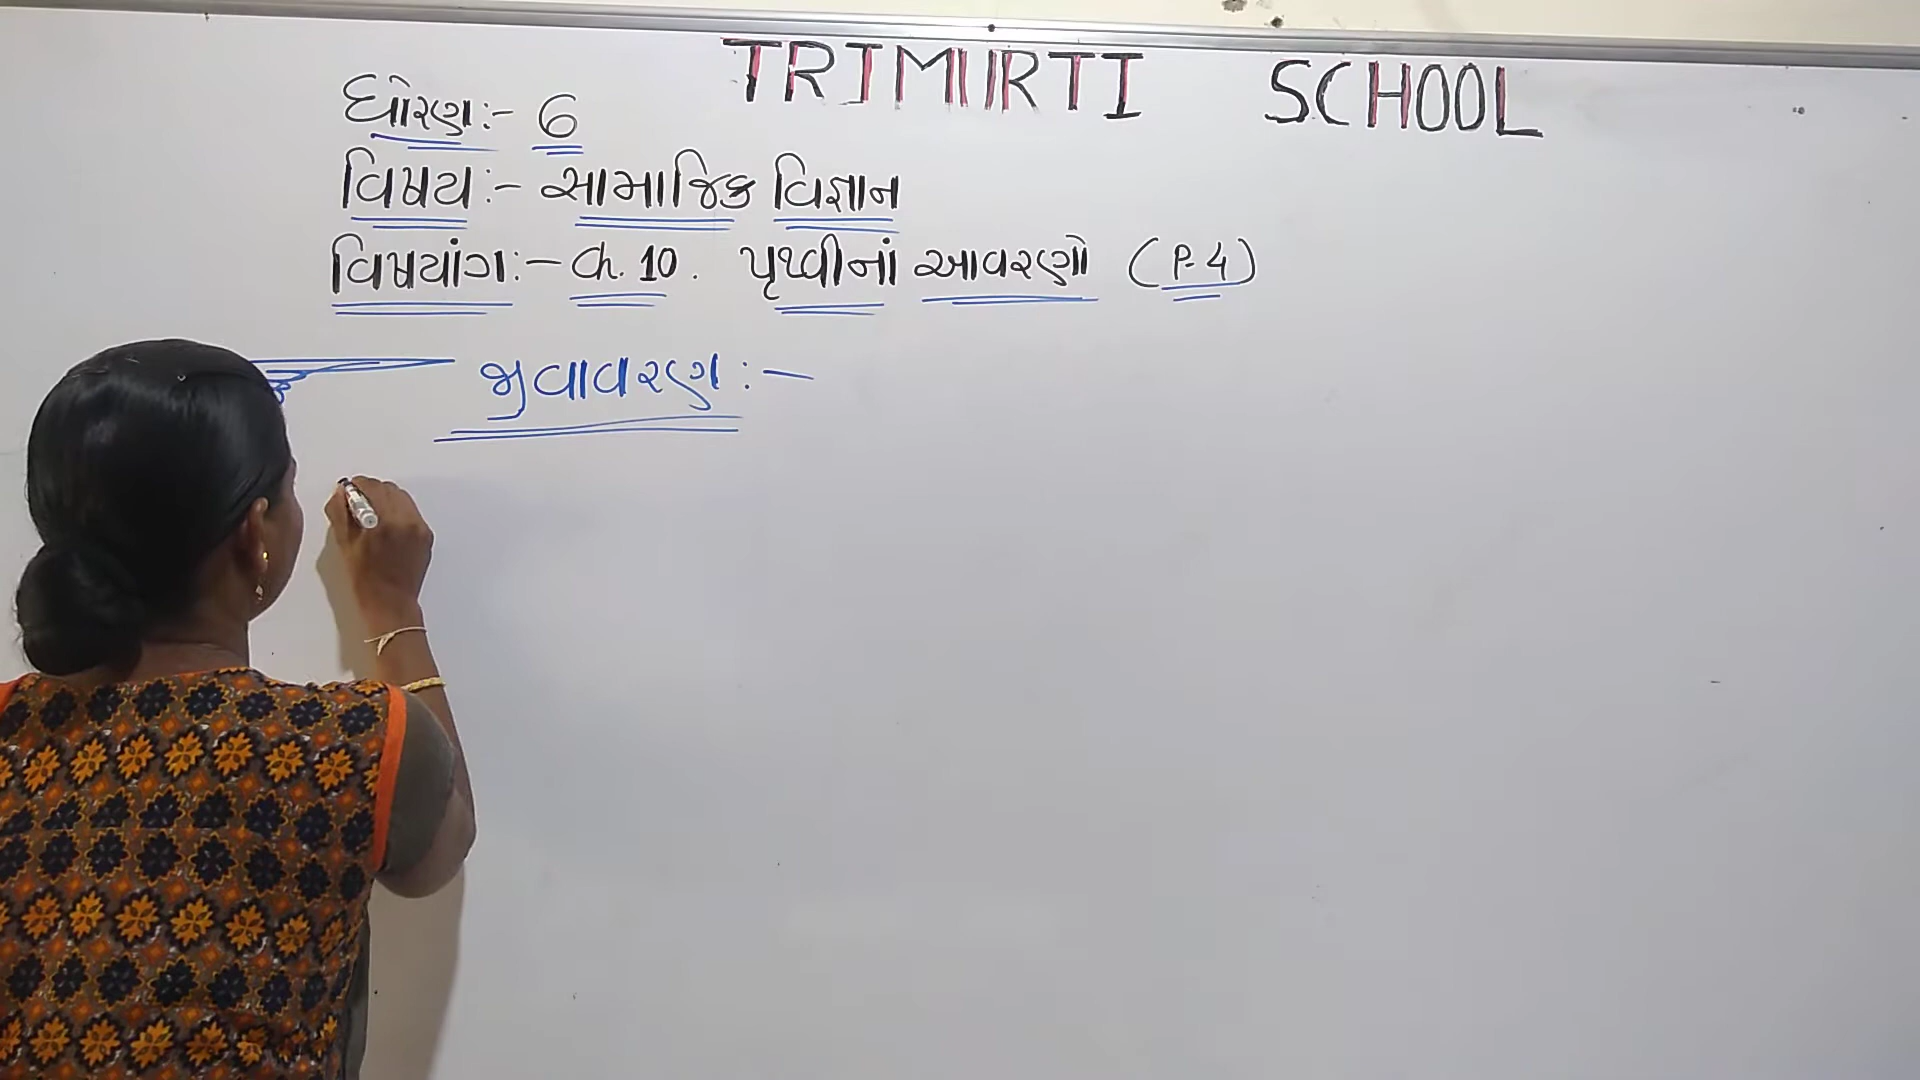 TRIMURTI SCHOOL
ધોરણ:- 6
વિષય:- સામાજિક વિજ્ઞાન
વિષયાંગ:- Ch. 10. પૃથ્વીનાં આવરણો (P-4)
જીવાવરણ:-